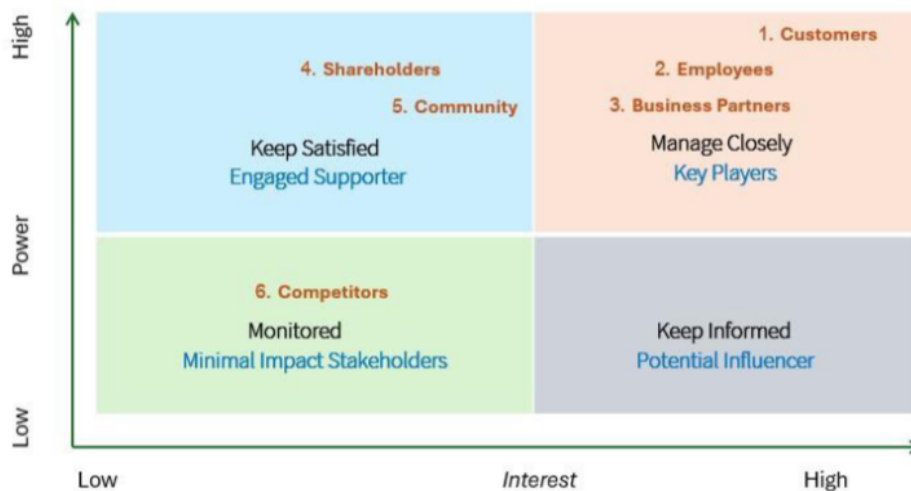 High
1. Customers
4. Shareholders
2. Employees
5. Community
3. Business Partners
Keep Satisfied
Engaged Supporter
Manage Closely
Key Players
Power
6. Competitors
Monitored
Minimal Impact Stakeholders
Keep Informed
Potential Influencer
Low
Low
Interest
High